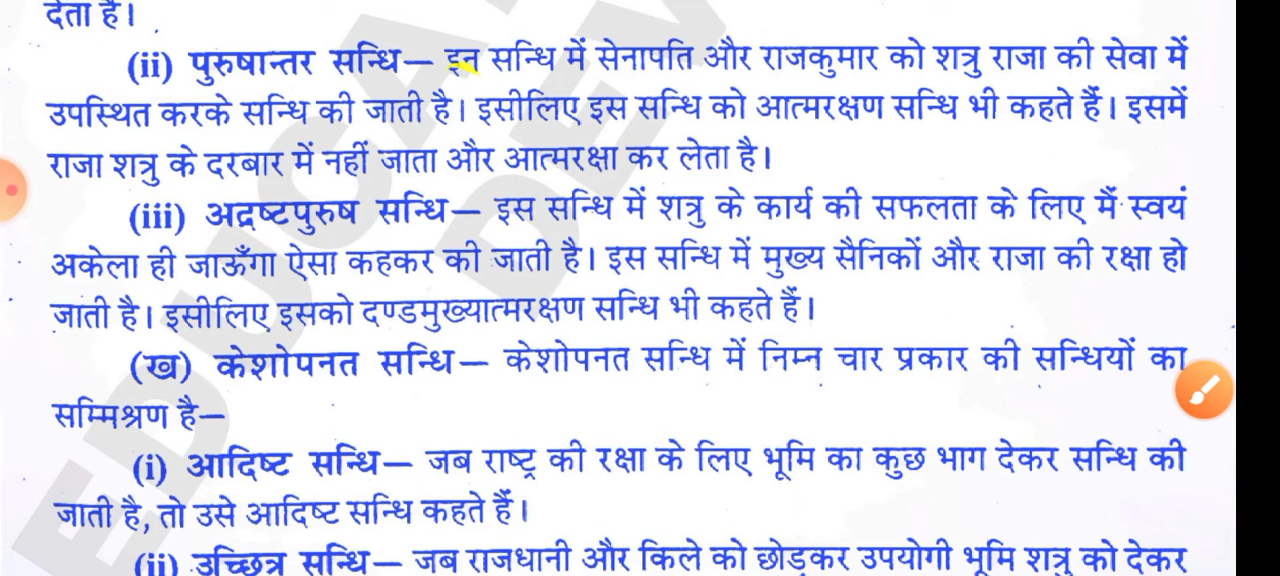 देता है।
(ii) पुरुषान्तर सन्धि— इन सन्धि में सेनापति और राजकुमार को शत्रु राजा की सेवा में
उपस्थित करके सन्धि की जाती है। इसीलिए इस सन्धि को आत्मरक्षण सन्धि भी कहते हैं। इसमें
राजा शत्रु के दरबार में नहीं जाता और आत्मरक्षा कर लेता है।
(iii) अद्रष्टपुरुष सन्धि— इस सन्धि में शत्रु के कार्य की सफलता के लिए मैं स्वयं
अकेला ही जाऊँगा ऐसा कहकर की जाती है। इस सन्धि में मुख्य सैनिकों और राजा की रक्षा हो
जाती है। इसीलिए इसको दण्डमुख्यात्मरक्षण सन्धि भी कहते हैं।
(ख) केशोपनत सन्धि— केशोपनत सन्धि में निम्न चार प्रकार की सन्धियों का
सम्मिश्रण है—
(i) आदिष्ट सन्धि— जब राष्ट्र की रक्षा के लिए भूमि का कुछ भाग देकर सन्धि की
जाती है, तो उसे आदिष्ट सन्धि कहते हैं।
(ii) उच्छित्र सन्धि— जब राजधानी और किले को छोड़कर उपयोगी भूमि शत्रु को देकर